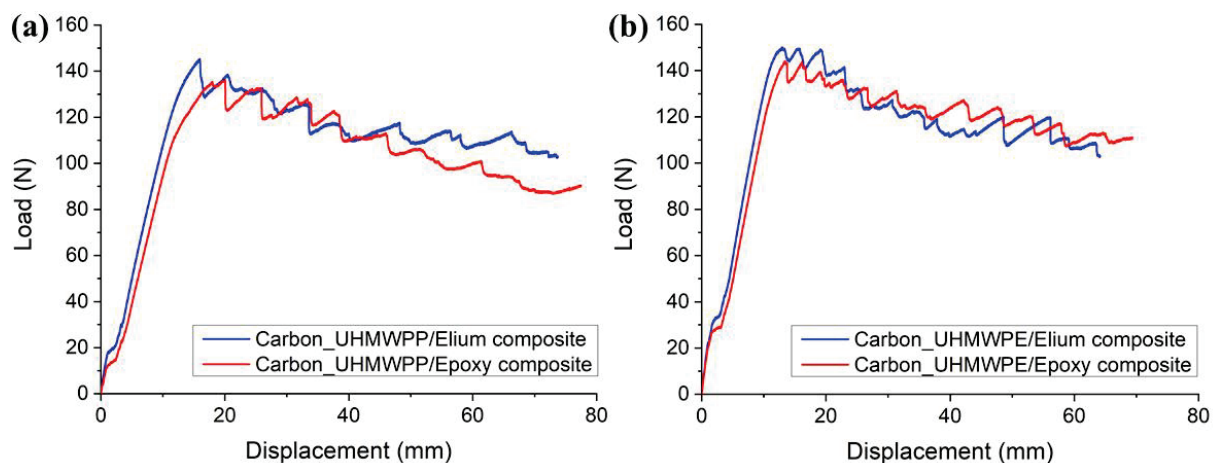 (a)
160
140
120
100
80
60
40
20
0
Load (N)
0 20 40 60 80
Displacement (mm)
Carbon_UHMWPP/Elium composite
Carbon_UHMWPP/Epoxy composite
(b)
160
140
120
100
80
60
40
20
0
Load (N)
0 20 40 60 80
Displacement (mm)
Carbon_UHMWPE/Elium composite
Carbon_UHMWPE/Epoxy composite